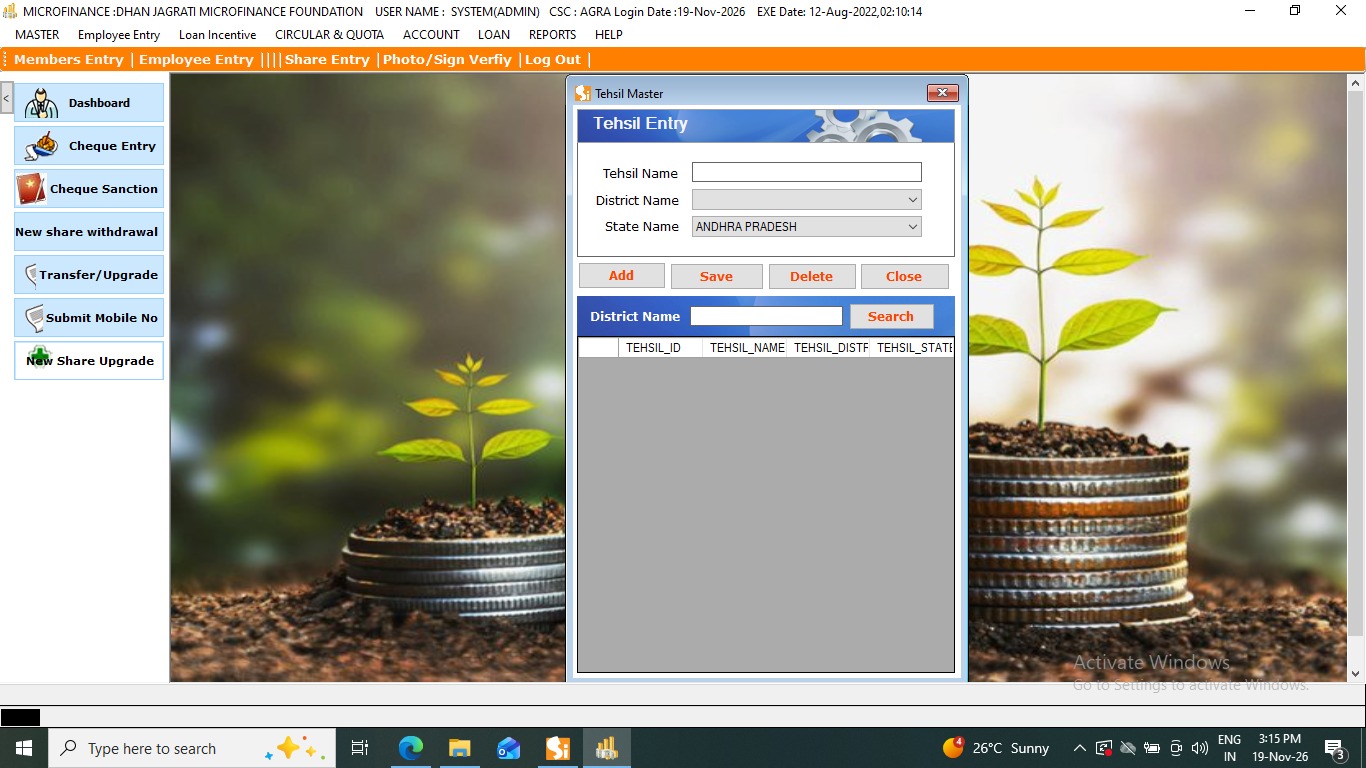 MICROFINANCE :DHAN JAGRATI MICROFINANCE FOUNDATION USER NAME : SYSTEM(ADMIN) CSC : AGRA Login Date :19-Nov-2026 EXE Date: 12-Aug-2022,02:10:14
MASTER Employee Entry Loan Incentive CIRCULAR & QUOTA ACCOUNT LOAN REPORTS HELP
Members Entry | Employee Entry |||| Share Entry | Photo/Sign Verfiy | Log Out |
<
Dashboard
Cheque Entry
Cheque Sanction
New share withdrawal
Transfer/Upgrade
Submit Mobile No
New Share Upgrade
Tehsil Master
Tehsil Entry
Tehsil Name
District Name
State Name ANDHRA PRADESH
Add Save Delete Close
District Name Search
TEHSIL_ID TEHSIL_NAME TEHSIL_DISTF TEHSIL_STATE
Activate Windows
Go to Settings to activate Windows.
Type here to search
4
26°C Sunny
ENG
IN
3:15 PM
19-Nov-26
3